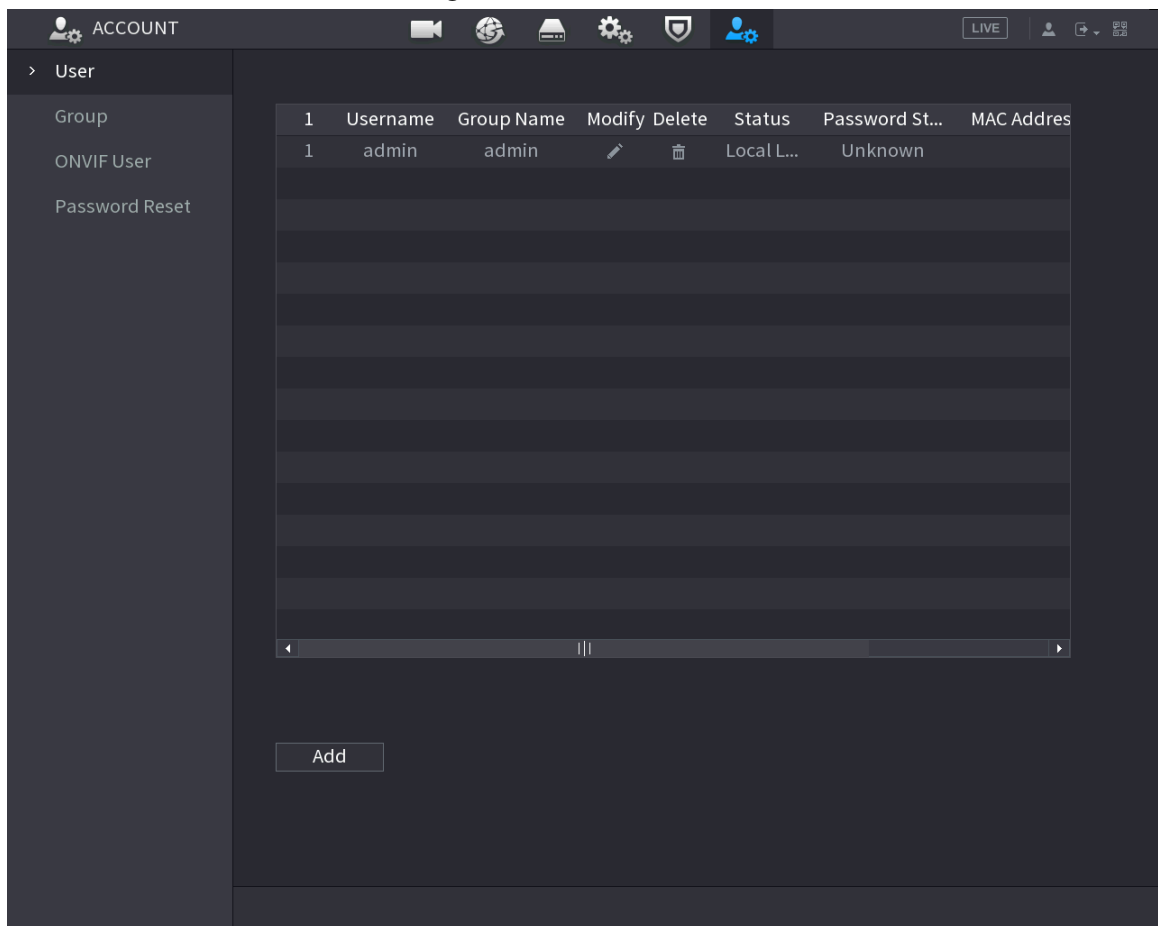 ACCOUNT LIVE
User
Group
ONVIF User
Password Reset
1 Username Group Name Modify Delete Status Password St... MAC Addres
1 admin admin Local L... Unknown
Add